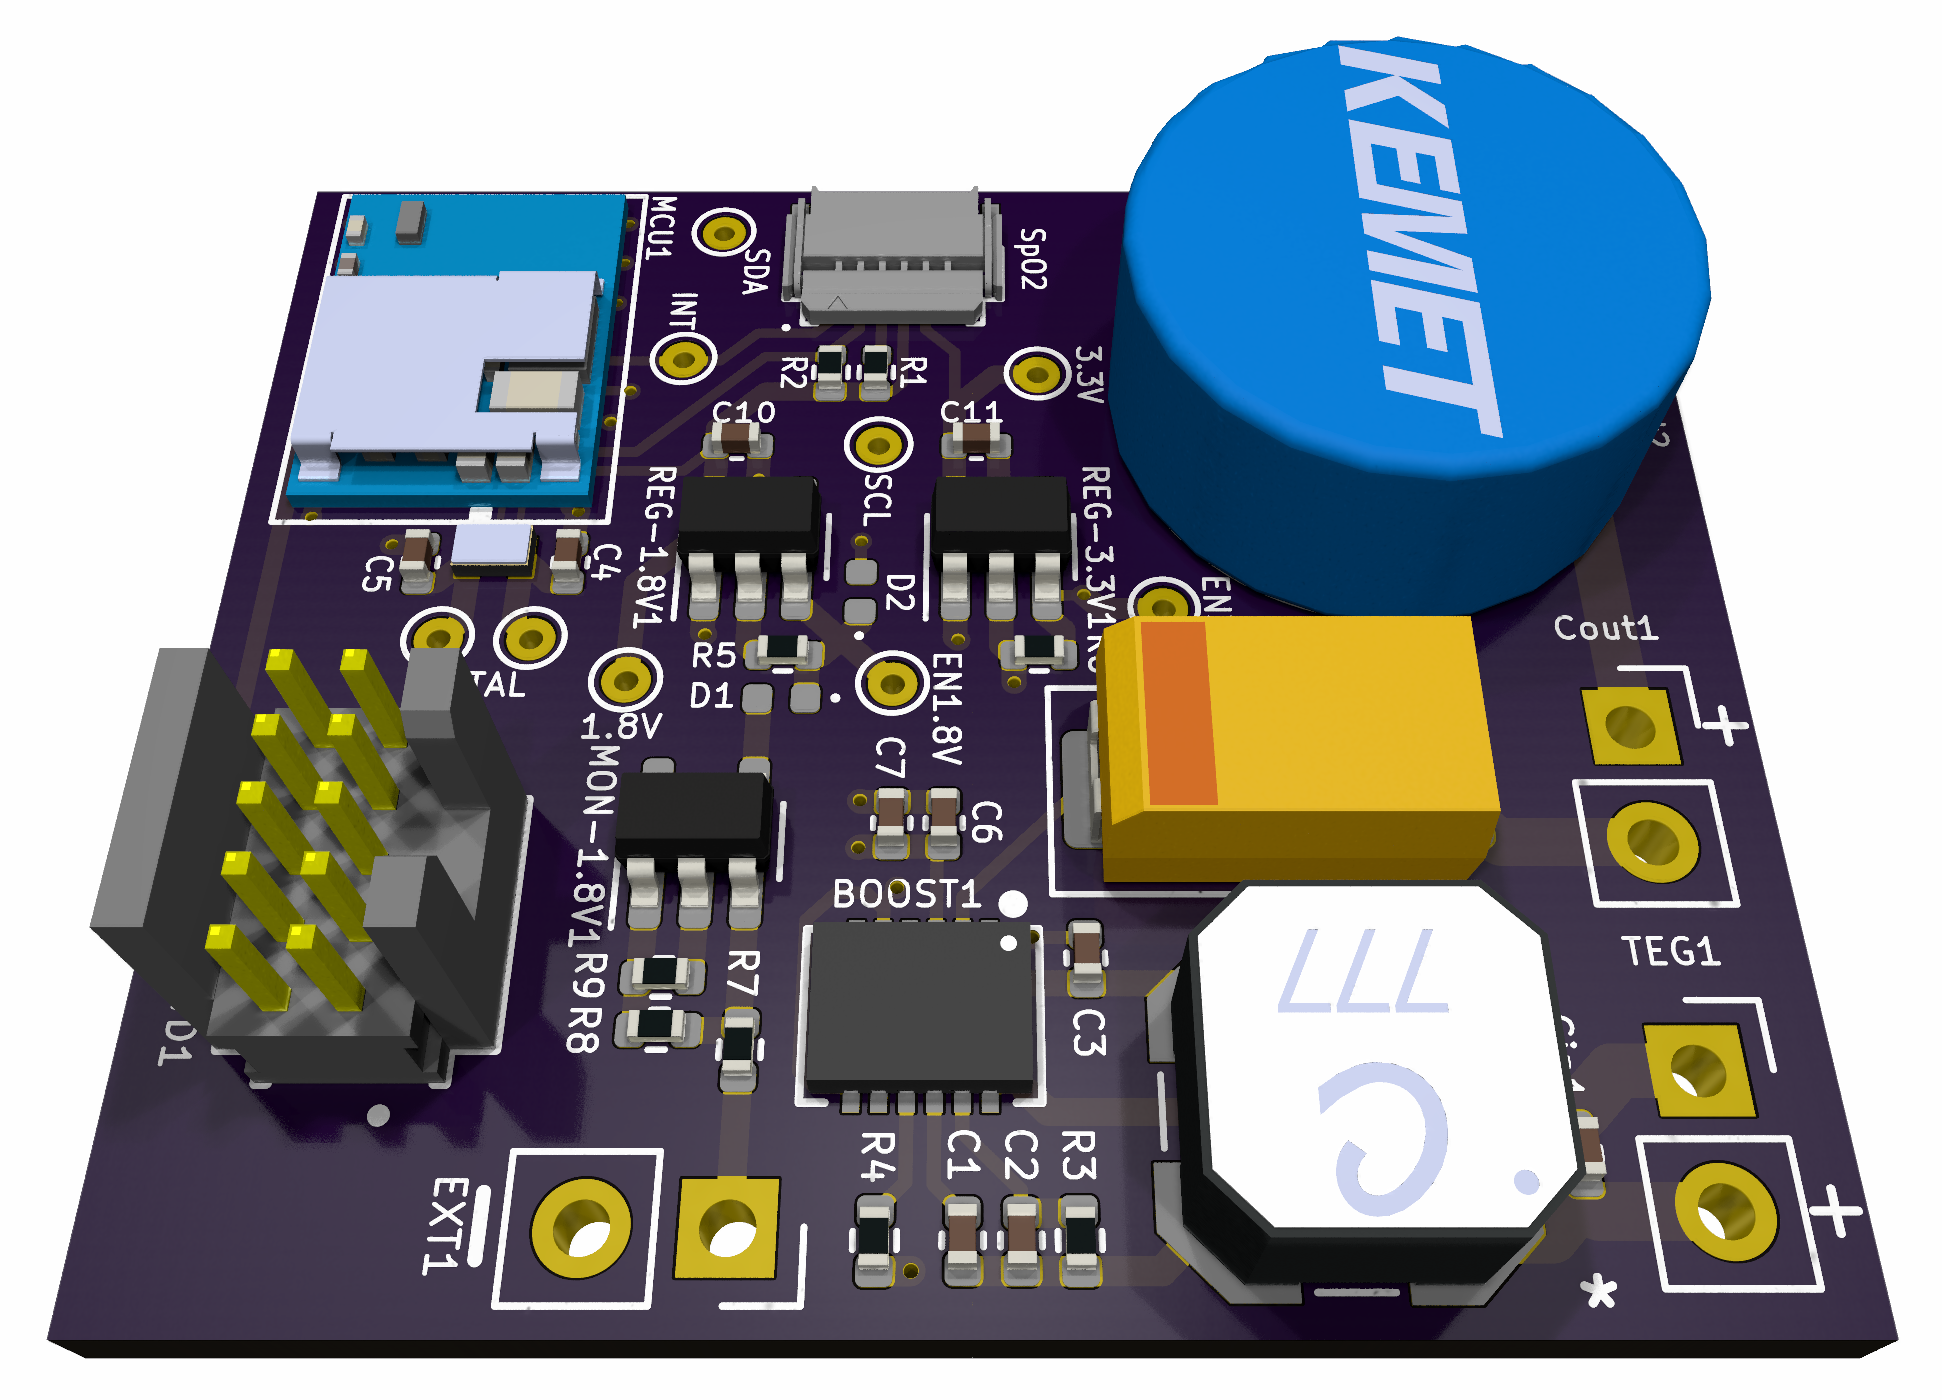 KEMET
MCU1
SDA
SpO2
INT
R2
R1
3.3V
C10
C11
SCL
REG-1.8V1
REG-3.3V1
C5
C4
D2
EN
R5
D1
1.8V
EN1.8V
Cout1
+
C7
C6
MON-1.8V1
BOOST1
TEG1
R9
R8
R7
C3
777
C
R4
C1
C2
R3
EXT1
+
*